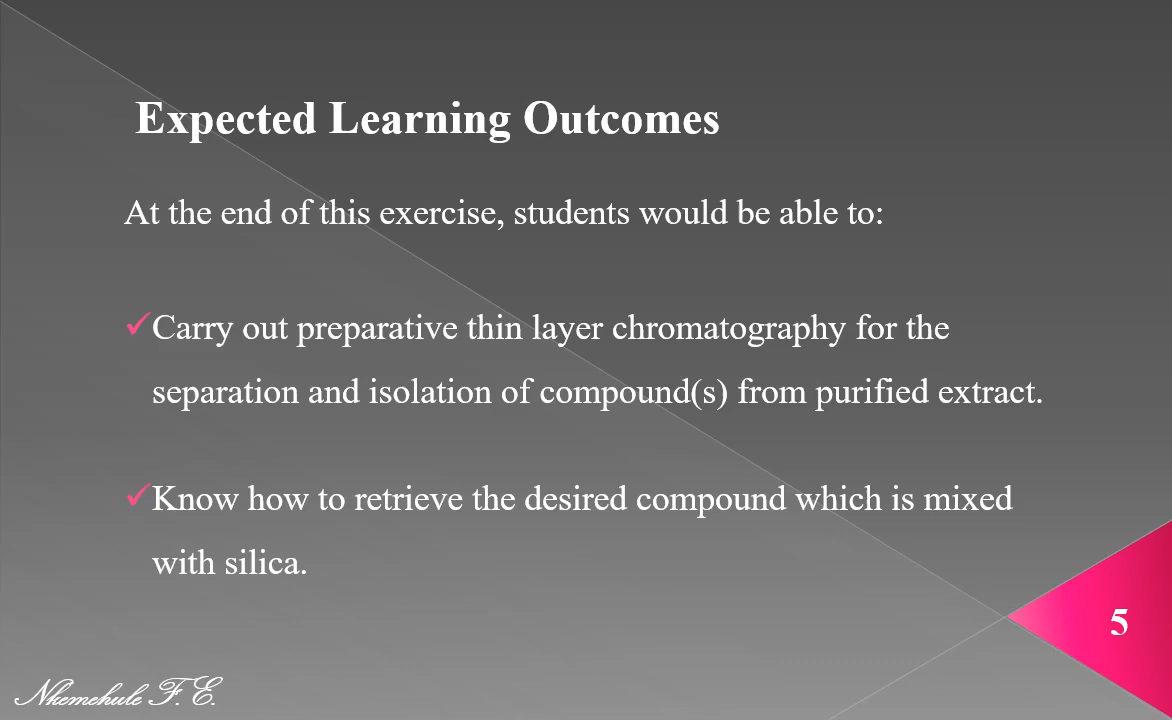 Expected Learning Outcomes
At the end of this exercise, students would be able to:
✓Carry out preparative thin layer chromatography for the
separation and isolation of compound(s) from purified extract.
✓Know how to retrieve the desired compound which is mixed
with silica.
5
Nkemehule F. E.